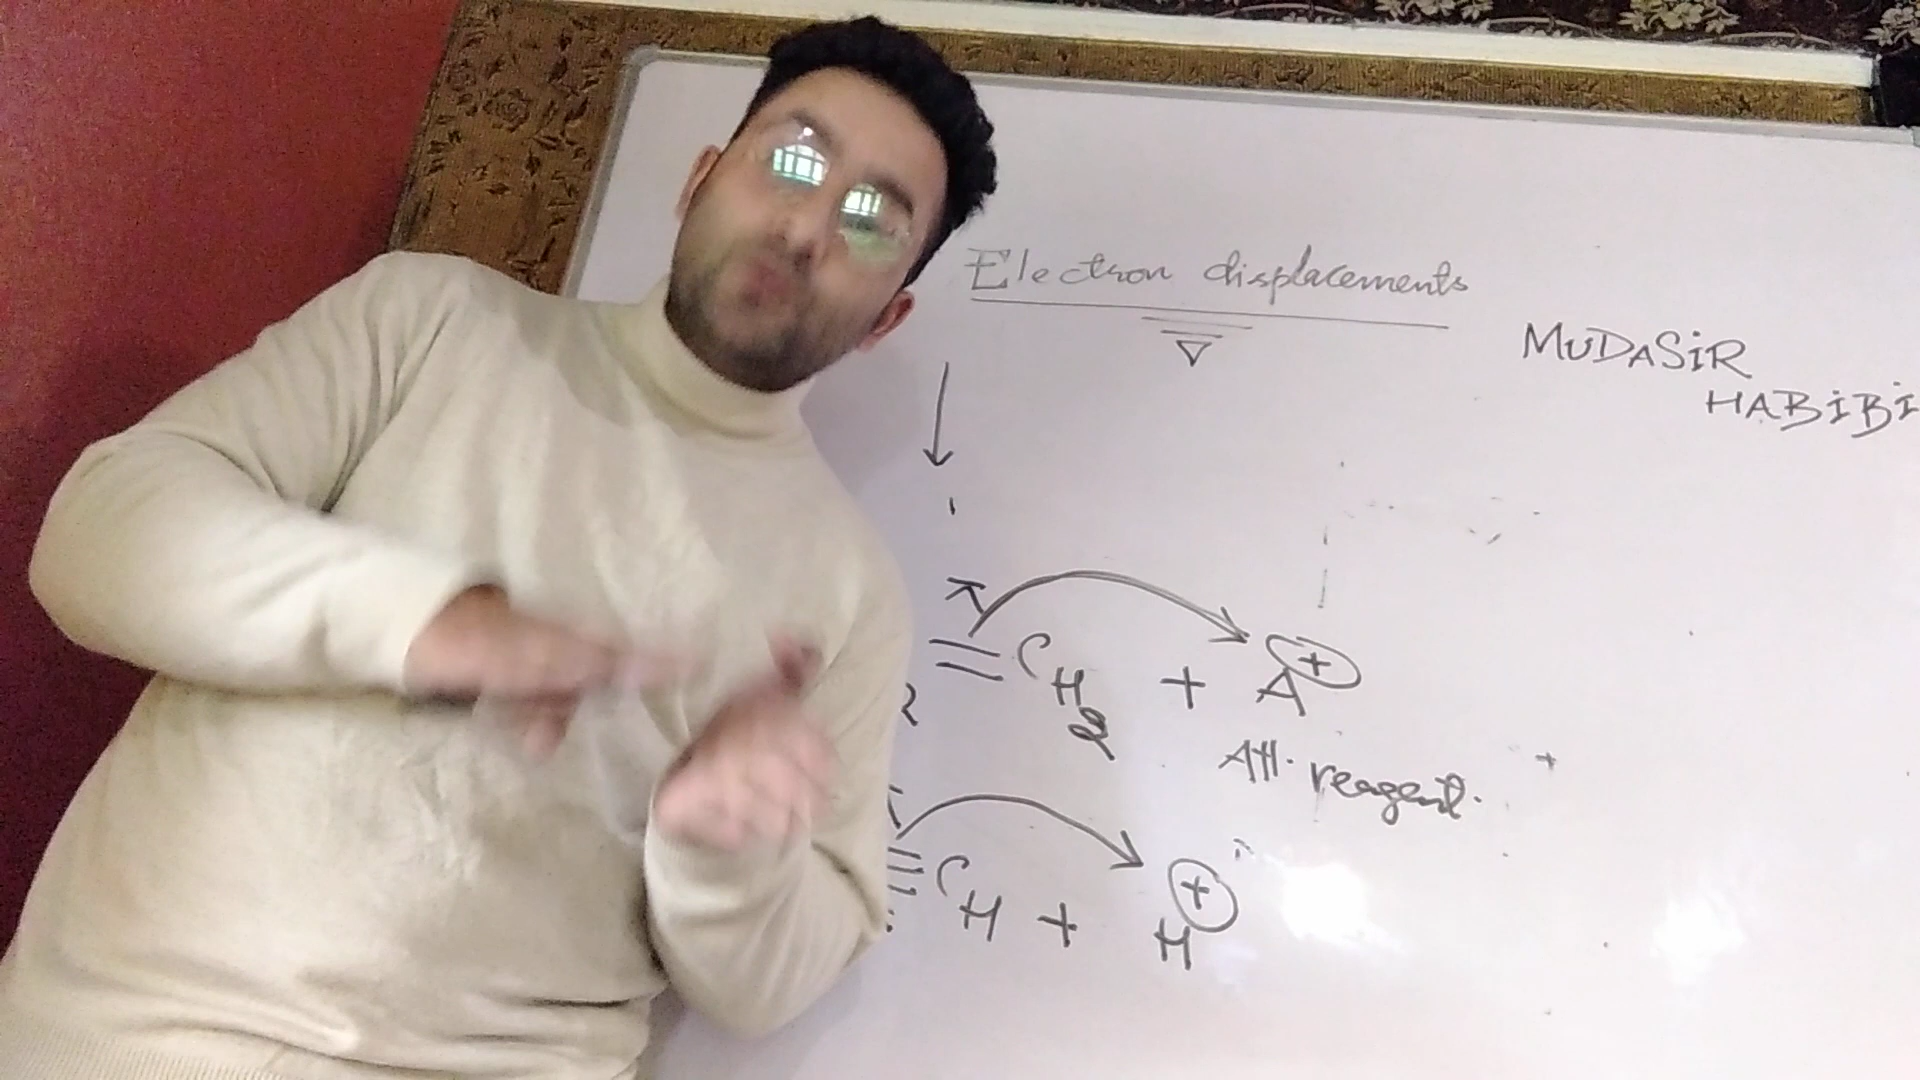 Electron displacements
MUDASIR
HABIBI
π
= CH2 + A+
Att. reagent.
≡ CH + H+